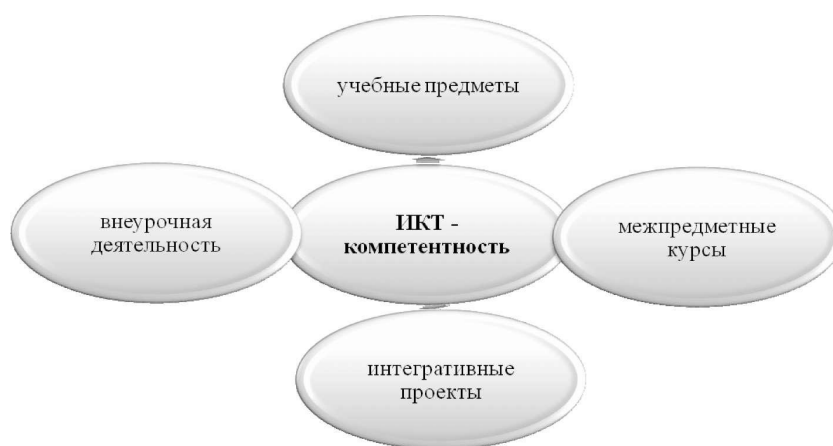 учебные предметы
внеурочная
деятельность
ИКТ -
компетентность
межпредметные
курсы
интегративные
проекты